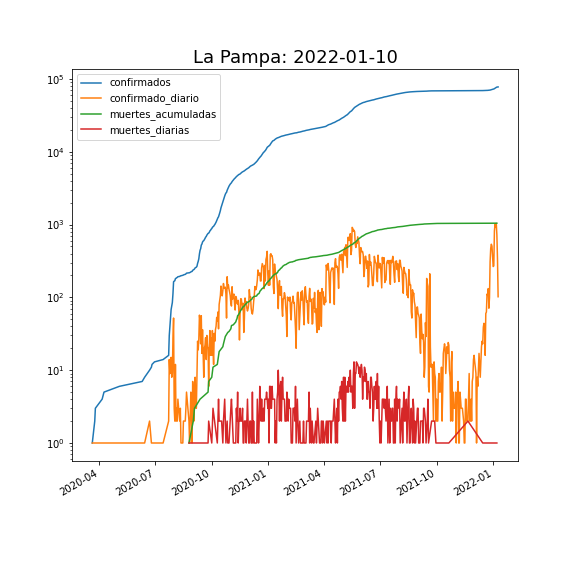 La Pampa: 2022-01-10
confirmados
confirmado_diario
muertes_acumuladas
muertes_diarias
10^5
10^4
10^3
10^2
10^1
10^0
2020-04 2020-07 2020-10 2021-01 2021-04 2021-07 2021-10 2022-01